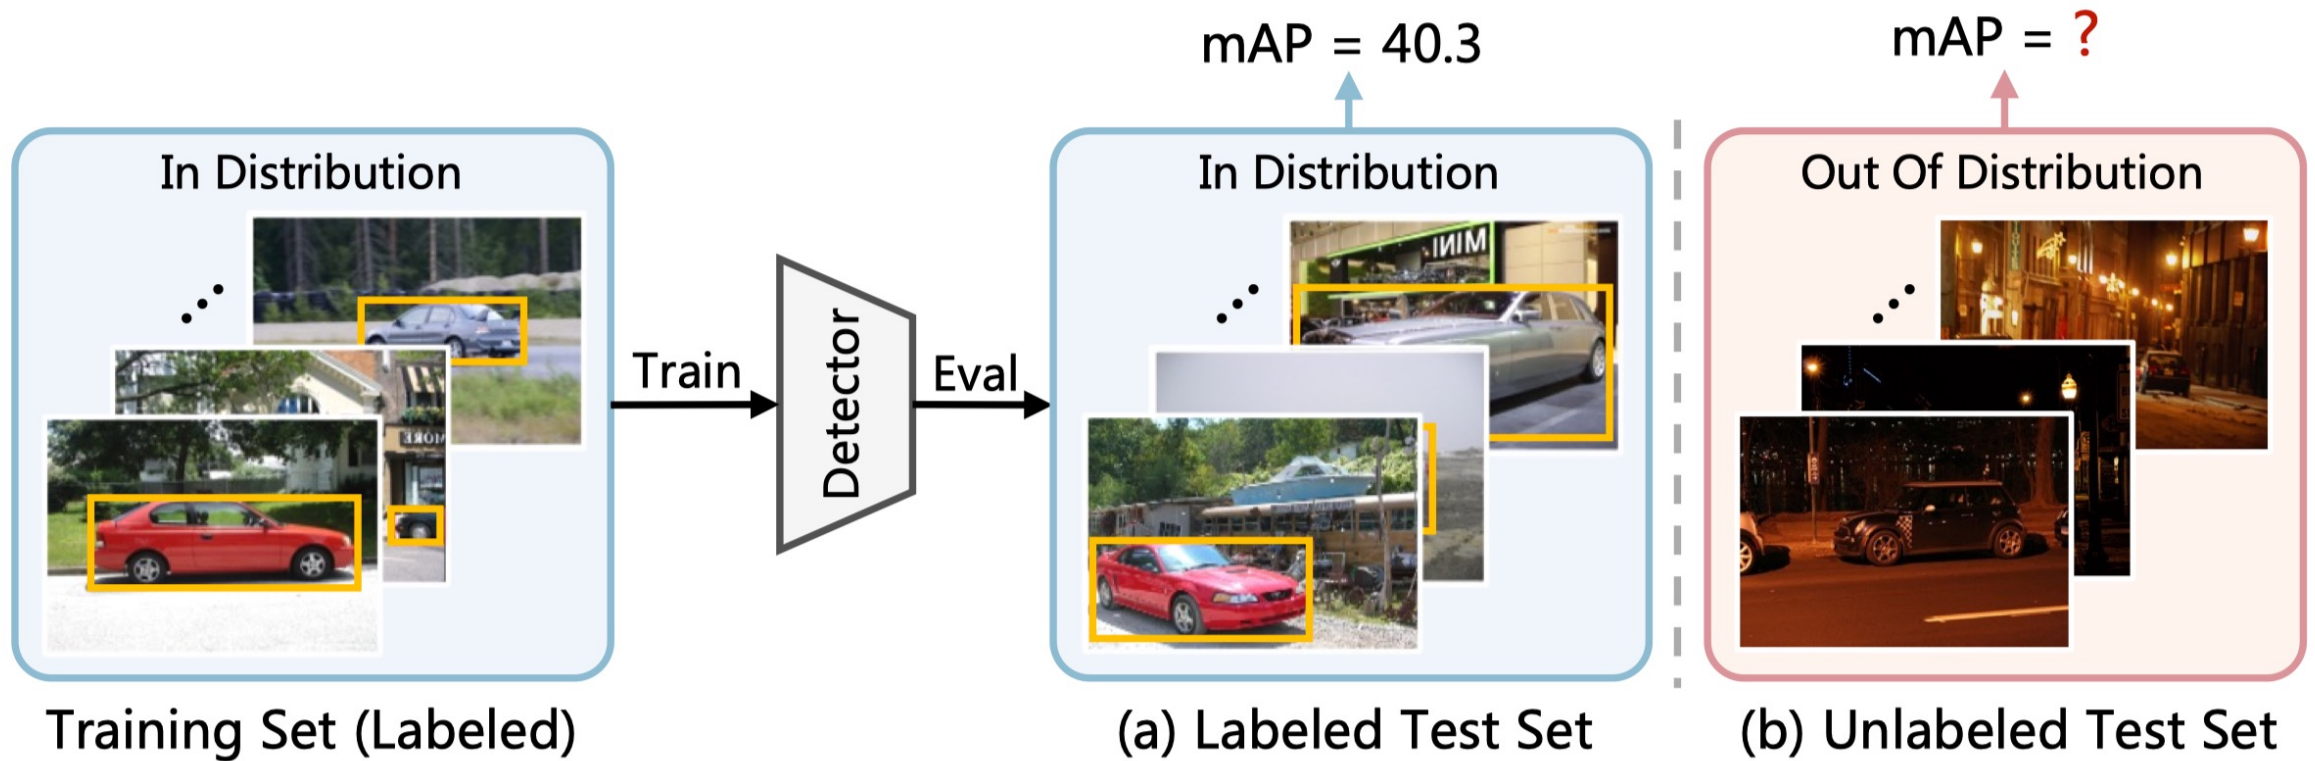 mAP = 40.3
mAP = ?
In Distribution
In Distribution
Out Of Distribution
MINI
Train
Detector
Eval
MORE
Training Set (Labeled)
(a) Labeled Test Set
(b) Unlabeled Test Set